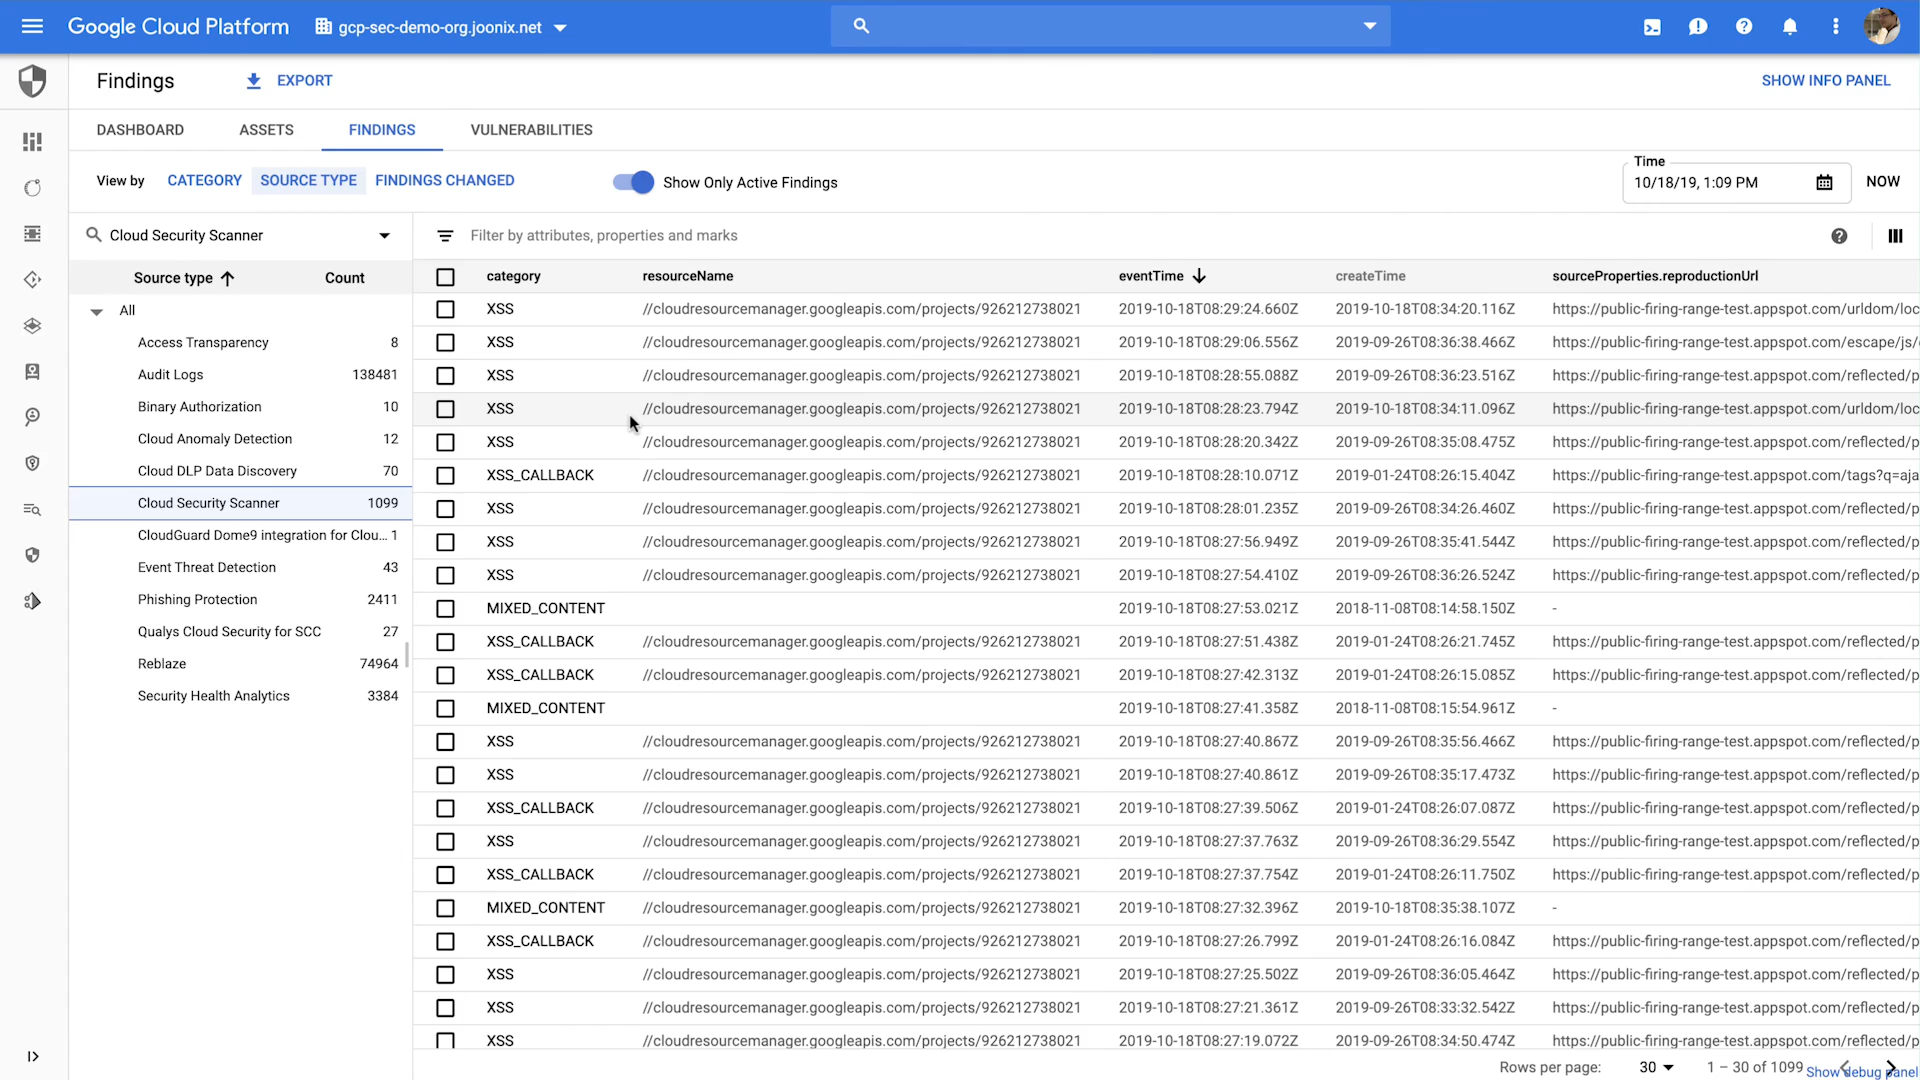 Google Cloud Platform gcp-sec-demo-org.joonix.net
Findings EXPORT SHOW INFO PANEL
DASHBOARD ASSETS FINDINGS VULNERABILITIES
View by CATEGORY SOURCE TYPE FINDINGS CHANGED Show Only Active Findings Time 10/18/19, 1:09 PM NOW
Cloud Security Scanner
Source type Count
All
Access Transparency 8
Audit Logs 138481
Binary Authorization 10
Cloud Anomaly Detection 12
Cloud DLP Data Discovery 70
Cloud Security Scanner 1099
CloudGuard Dome9 integration for Clou... 1
Event Threat Detection 43
Phishing Protection 2411
Qualys Cloud Security for SCC 27
Reblaze 74964
Security Health Analytics 3384
Filter by attributes, properties and marks
category resourceName eventTime createTime sourceProperties.reproductionUrl
XSS //cloudresourcemanager.googleapis.com/projects/926212738021 2019-10-18T08:29:24.660Z 2019-10-18T08:34:20.116Z https://public-firing-range-test.appspot.com/urldom/loc
XSS //cloudresourcemanager.googleapis.com/projects/926212738021 2019-10-18T08:29:06.556Z 2019-09-26T08:36:38.466Z https://public-firing-range-test.appspot.com/escape/js/
XSS //cloudresourcemanager.googleapis.com/projects/926212738021 2019-10-18T08:28:55.088Z 2019-09-26T08:36:23.516Z https://public-firing-range-test.appspot.com/reflected/p
XSS //cloudresourcemanager.googleapis.com/projects/926212738021 2019-10-18T08:28:23.794Z 2019-10-18T08:34:11.096Z https://public-firing-range-test.appspot.com/urldom/loc
XSS //cloudresourcemanager.googleapis.com/projects/926212738021 2019-10-18T08:28:20.342Z 2019-09-26T08:35:08.475Z https://public-firing-range-test.appspot.com/reflected/p
XSS_CALLBACK //cloudresourcemanager.googleapis.com/projects/926212738021 2019-10-18T08:28:10.071Z 2019-01-24T08:26:15.404Z https://public-firing-range-test.appspot.com/tags?q=aja
XSS //cloudresourcemanager.googleapis.com/projects/926212738021 2019-10-18T08:28:01.235Z 2019-09-26T08:34:26.460Z https://public-firing-range-test.appspot.com/reflected/p
XSS //cloudresourcemanager.googleapis.com/projects/926212738021 2019-10-18T08:27:56.949Z 2019-09-26T08:35:41.544Z https://public-firing-range-test.appspot.com/reflected/p
XSS //cloudresourcemanager.googleapis.com/projects/926212738021 2019-10-18T08:27:54.410Z 2019-09-26T08:36:26.524Z https://public-firing-range-test.appspot.com/reflected/p
MIXED_CONTENT 2019-10-18T08:27:53.021Z 2018-11-08T08:14:58.150Z -
XSS_CALLBACK //cloudresourcemanager.googleapis.com/projects/926212738021 2019-10-18T08:27:51.438Z 2019-01-24T08:26:21.745Z https://public-firing-range-test.appspot.com/reflected/p
XSS_CALLBACK //cloudresourcemanager.googleapis.com/projects/926212738021 2019-10-18T08:27:42.313Z 2019-01-24T08:26:15.085Z https://public-firing-range-test.appspot.com/reflected/p
MIXED_CONTENT 2019-10-18T08:27:41.358Z 2018-11-08T08:15:54.961Z -
XSS //cloudresourcemanager.googleapis.com/projects/926212738021 2019-10-18T08:27:40.867Z 2019-09-26T08:35:56.466Z https://public-firing-range-test.appspot.com/reflected/p
XSS //cloudresourcemanager.googleapis.com/projects/926212738021 2019-10-18T08:27:40.861Z 2019-09-26T08:35:17.473Z https://public-firing-range-test.appspot.com/reflected/p
XSS_CALLBACK //cloudresourcemanager.googleapis.com/projects/926212738021 2019-10-18T08:27:39.506Z 2019-01-24T08:26:07.087Z https://public-firing-range-test.appspot.com/reflected/p
XSS //cloudresourcemanager.googleapis.com/projects/926212738021 2019-10-18T08:27:37.763Z 2019-09-26T08:36:29.554Z https://public-firing-range-test.appspot.com/reflected/p
XSS_CALLBACK //cloudresourcemanager.googleapis.com/projects/926212738021 2019-10-18T08:27:37.754Z 2019-01-24T08:26:11.750Z https://public-firing-range-test.appspot.com/reflected/p
MIXED_CONTENT //cloudresourcemanager.googleapis.com/projects/926212738021 2019-10-18T08:27:32.396Z 2019-10-18T08:35:38.107Z -
XSS_CALLBACK //cloudresourcemanager.googleapis.com/projects/926212738021 2019-10-18T08:27:26.799Z 2019-01-24T08:26:16.084Z https://public-firing-range-test.appspot.com/reflected/p
XSS //cloudresourcemanager.googleapis.com/projects/926212738021 2019-10-18T08:27:25.502Z 2019-09-26T08:36:05.464Z https://public-firing-range-test.appspot.com/reflected/p
XSS //cloudresourcemanager.googleapis.com/projects/926212738021 2019-10-18T08:27:21.361Z 2019-09-26T08:33:32.542Z https://public-firing-range-test.appspot.com/reflected/p
XSS //cloudresourcemanager.googleapis.com/projects/926212738021 2019-10-18T08:27:19.072Z 2019-09-26T08:34:50.474Z https://public-firing-range-test.appspot.com/reflected/p
Rows per page: 30 1 – 30 of 1099 Show debug panel